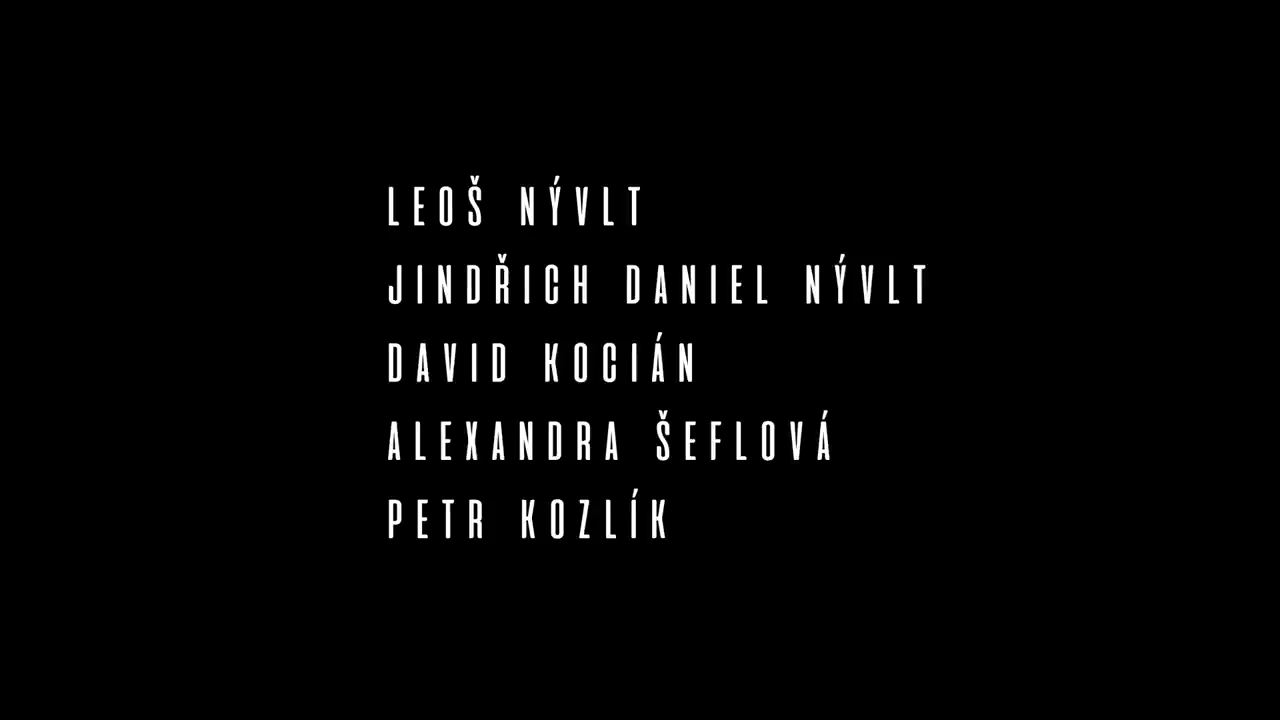 LEOŠ NÝVLT
JINDŘICH DANIEL NÝVLT
DAVID KOCIÁN
ALEXANDRA ŠEFLOVÁ
PETR KOZLÍK